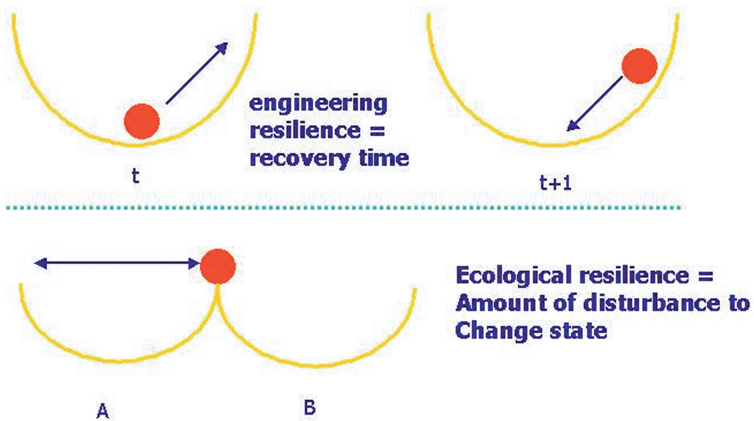 engineering
resilience =
recovery time
t
t+1
Ecological resilience =
Amount of disturbance to
Change state
A
B